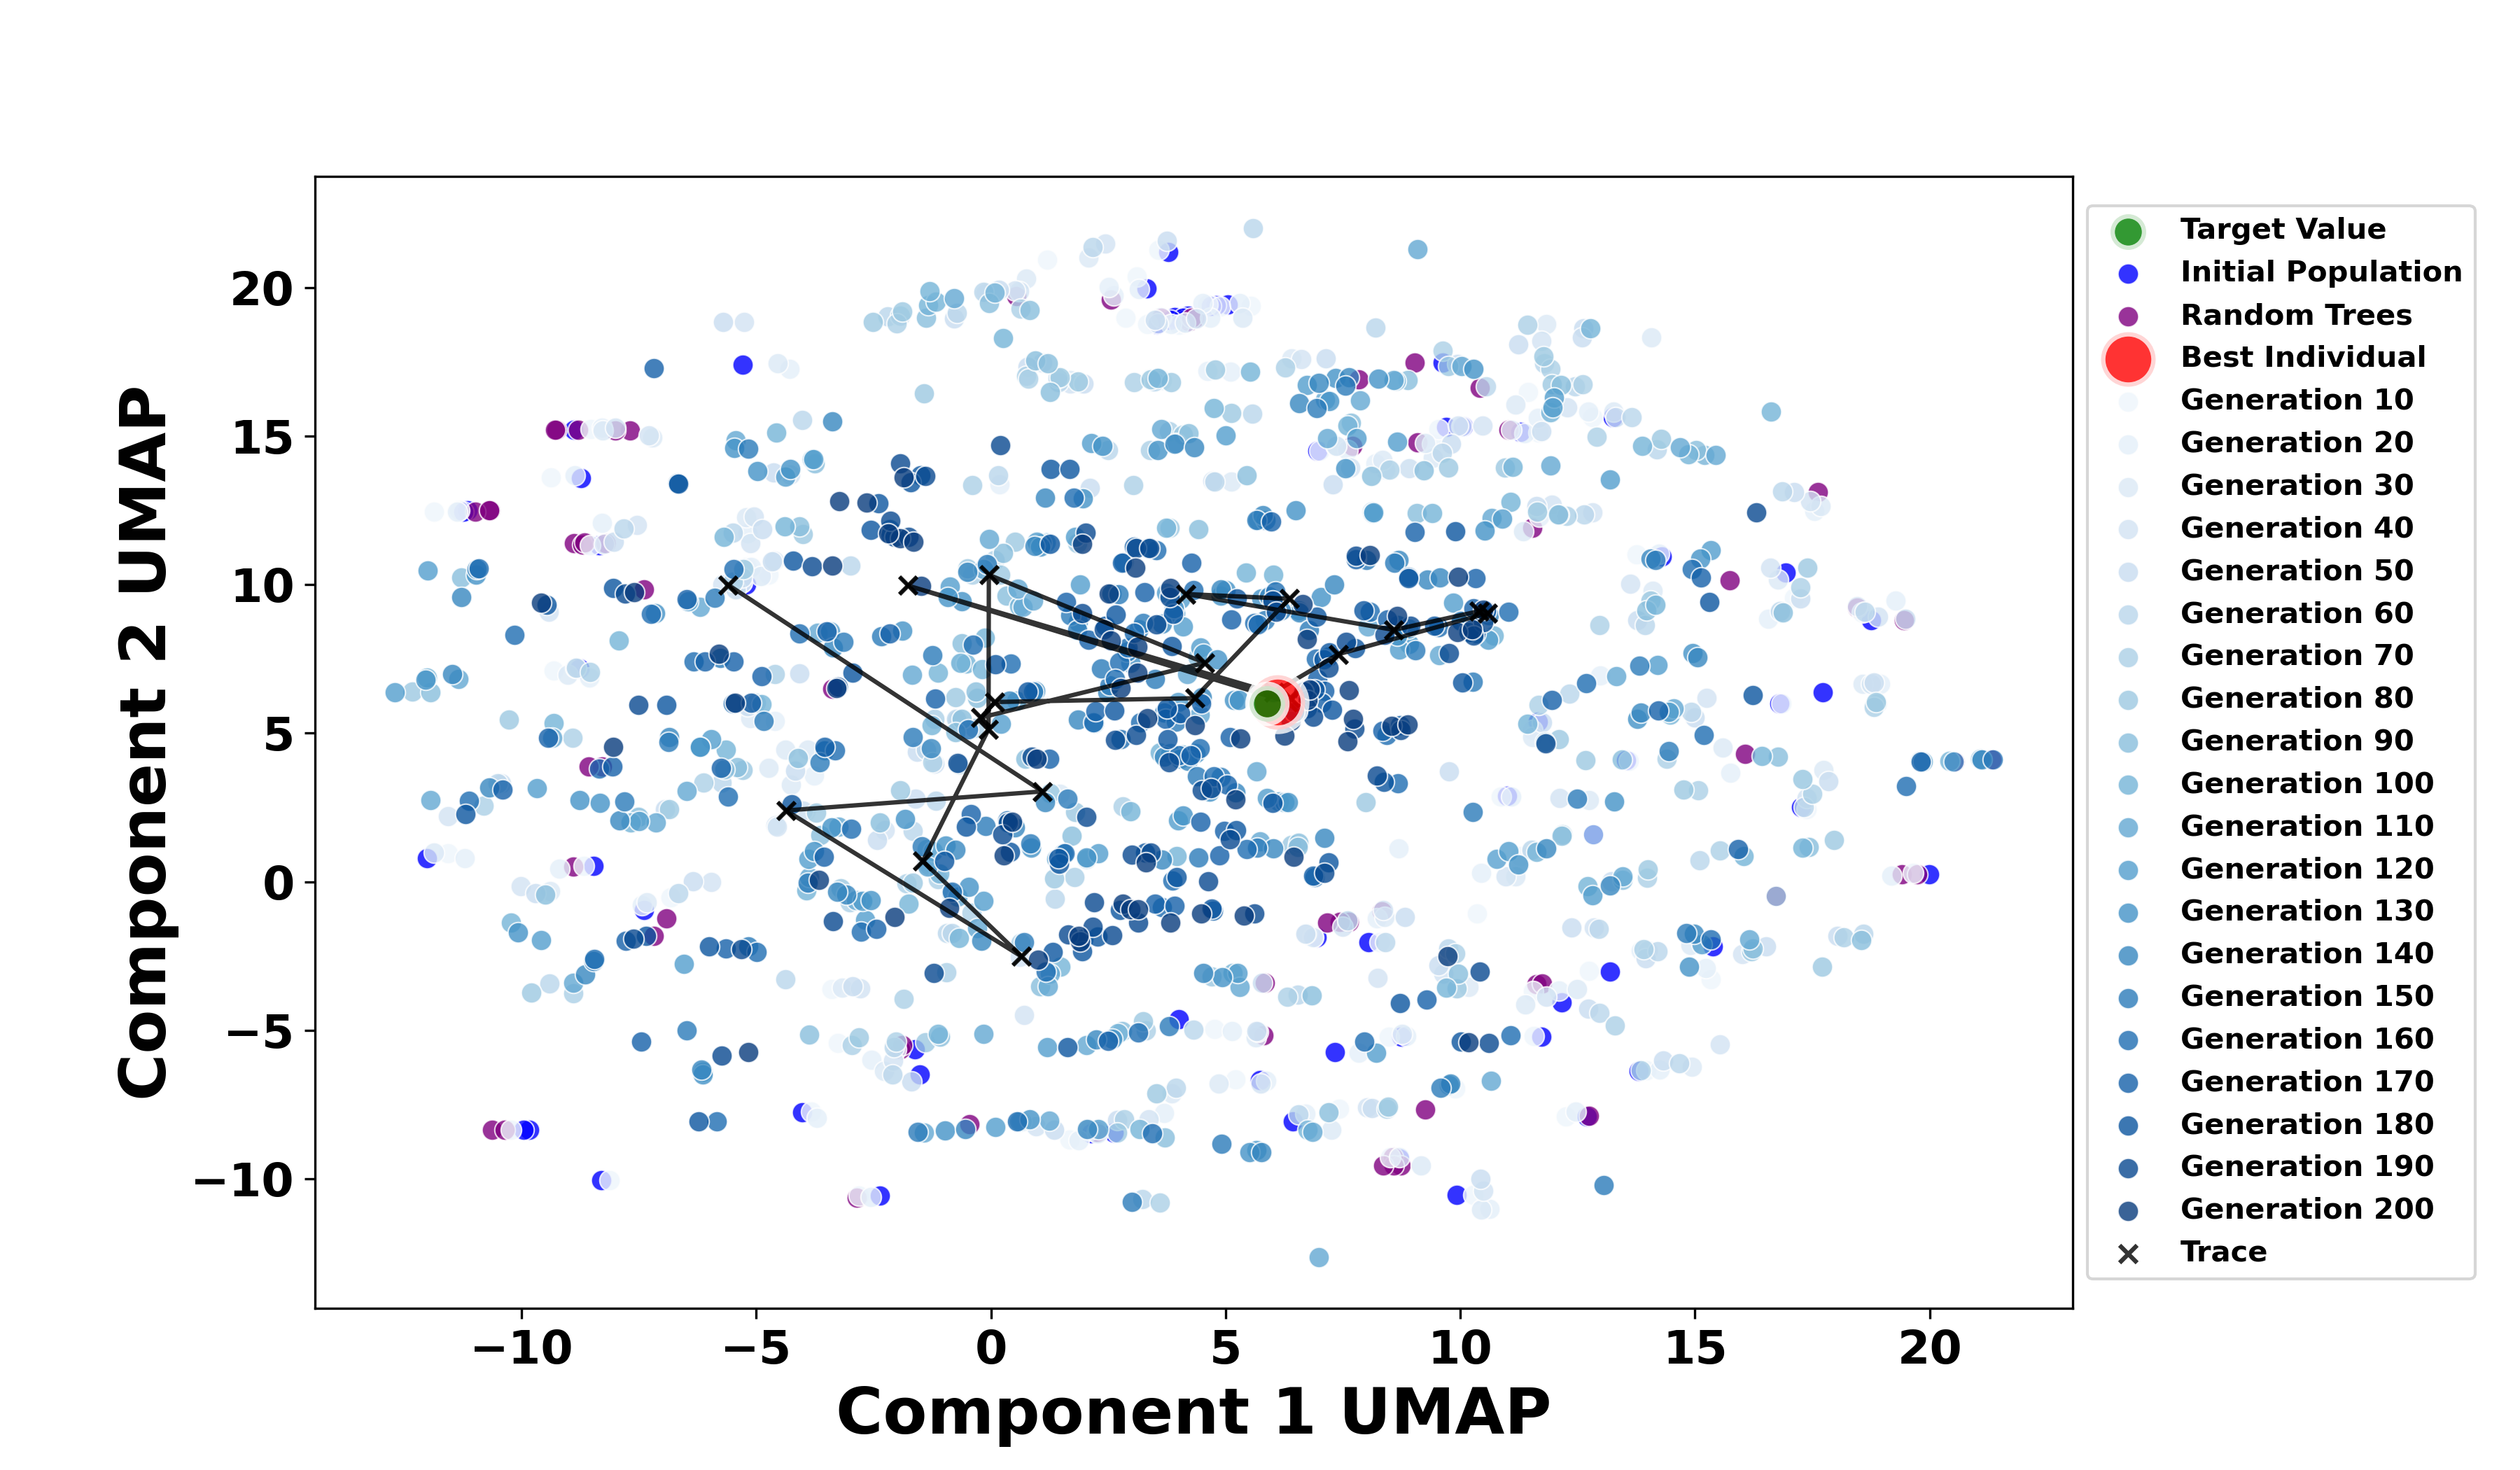 Component 2 UMAP
20
15
10
5
0
−5
−10
−10
−5
0
5
10
15
20
Component 1 UMAP
Target Value
Initial Population
Random Trees
Best Individual
Generation 10
Generation 20
Generation 30
Generation 40
Generation 50
Generation 60
Generation 70
Generation 80
Generation 90
Generation 100
Generation 110
Generation 120
Generation 130
Generation 140
Generation 150
Generation 160
Generation 170
Generation 180
Generation 190
Generation 200
Trace